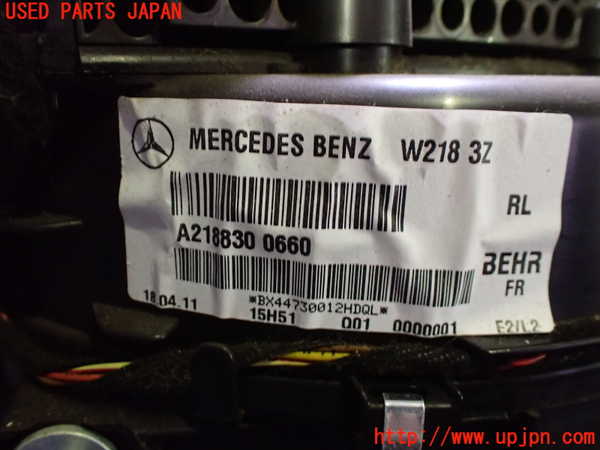 USED PARTS JAPAN
MERCEDES BENZ W218 3Z
RL
A218830 0660
BEHR
FR
*BX44730012HDQL*
18.04.11
15H51 001 0000001 E2/L2
http://www.upjpn.com